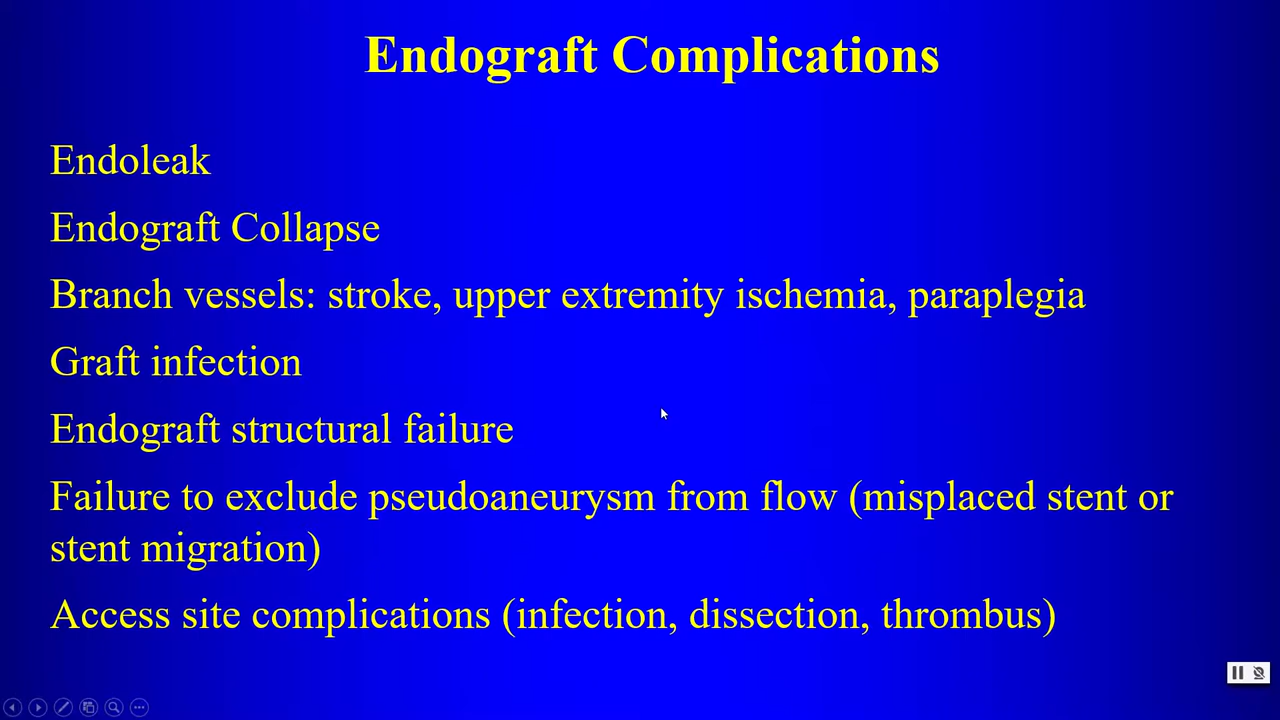 Endograft Complications
Endoleak
Endograft Collapse
Branch vessels: stroke, upper extremity ischemia, paraplegia
Graft infection
Endograft structural failure
Failure to exclude pseudoaneurysm from flow (misplaced stent or
stent migration)
Access site complications (infection, dissection, thrombus)